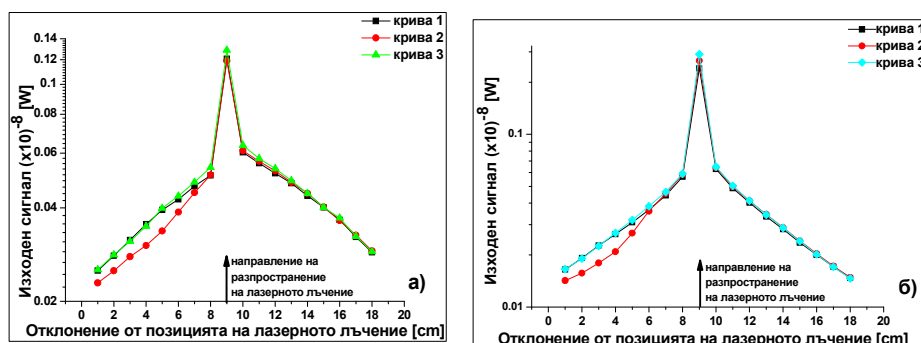 крива 1
крива 2
крива 3
0.14
0.12
0.1
0.08
0.06
0.04
0.02
Изходен сигнал (x10)-8 [W]
направление на
разпространение
на лазерното лъчение
а)
0 2 4 6 8 10 12 14 16 18 20
Отклонение от позицията на лазерното лъчение [cm]
крива 1
крива 2
крива 3
0.1
0.01
Изходен сигнал (x10)-8 [W]
направление на
разпространение
на лазерното лъчение
б)
0 2 4 6 8 10 12 14 16 18 20
Отклонение от позицията на лазерното лъчение [cm]